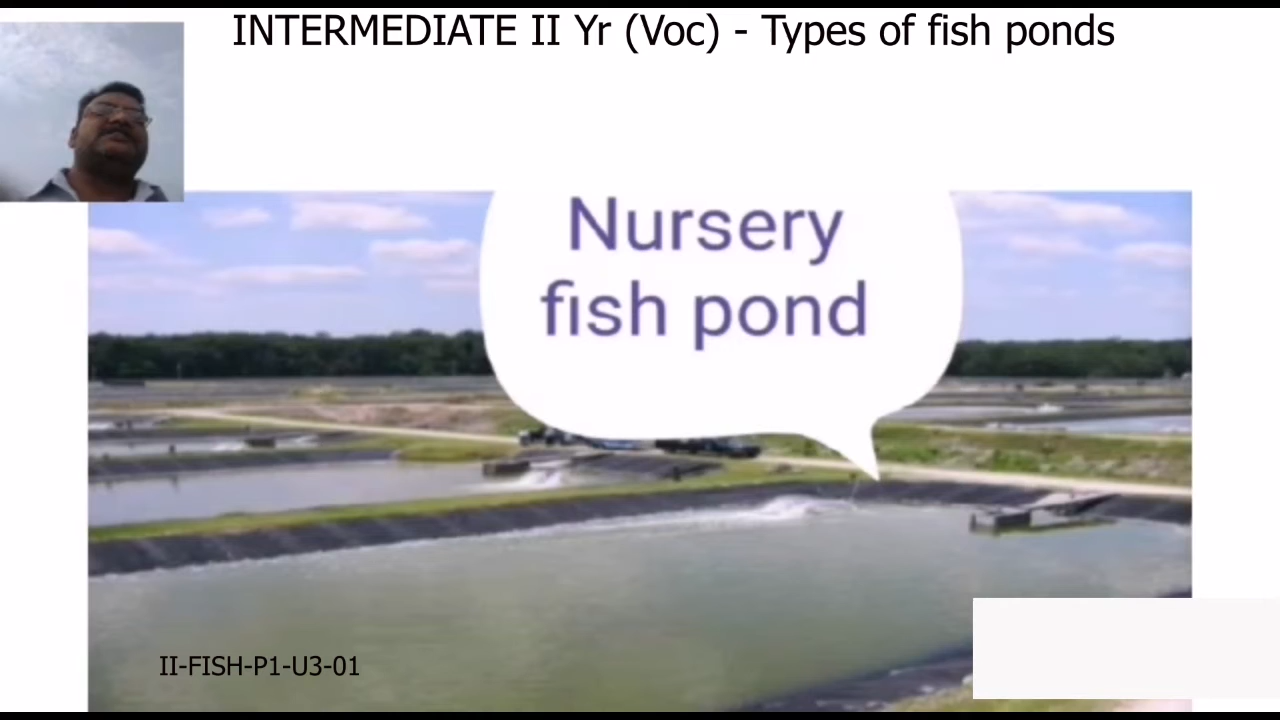 INTERMEDIATE II Yr (Voc) - Types of fish ponds
Nursery
fish pond
II-FISH-P1-U3-01